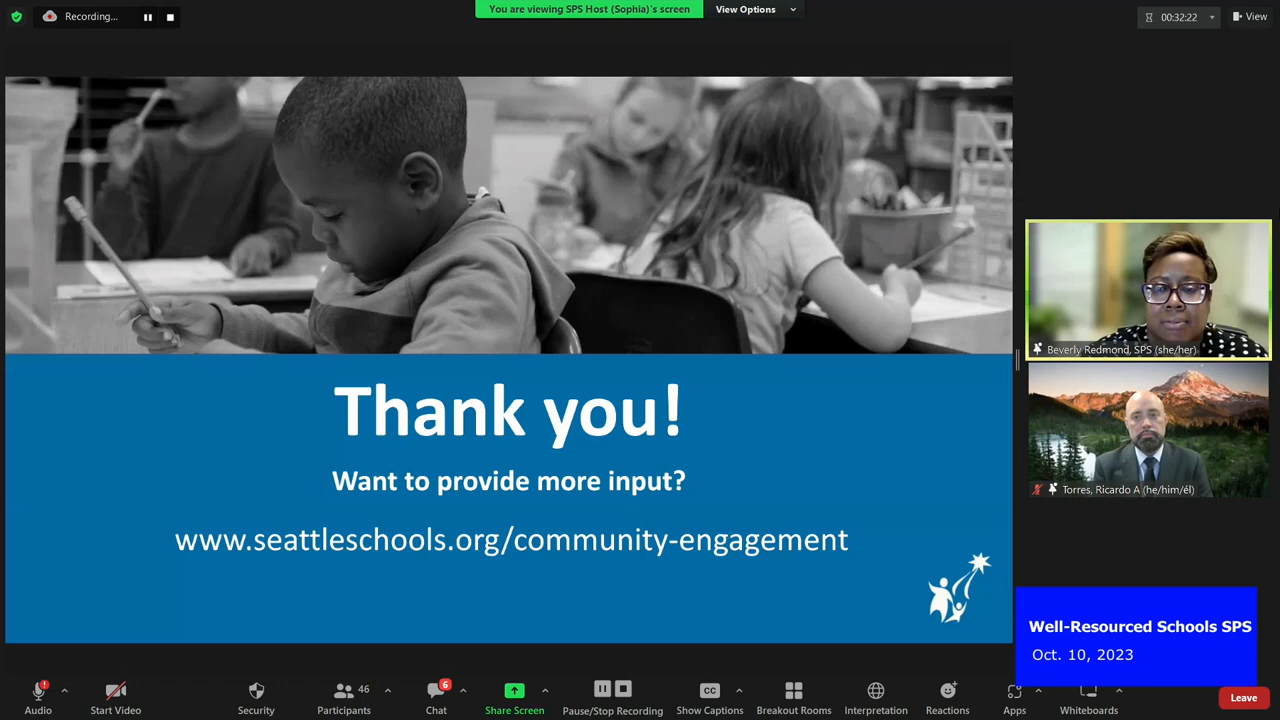 Recording...
You are viewing SPS Host (Sophia)'s screen
View Options
00:32:22
View
Thank you!
Want to provide more input?
www.seattleschools.org/community-engagement
Beverly Redmond, SPS (she/her)
Torres, Ricardo A (he/him/él)
Well-Resourced Schools SPS
Oct. 10, 2023
Audio
Start Video
Security
46
Participants
6
Chat
Share Screen
Pause/Stop Recording
CC
Show Captions
Breakout Rooms
Interpretation
Reactions
Apps
Whiteboards
Leave